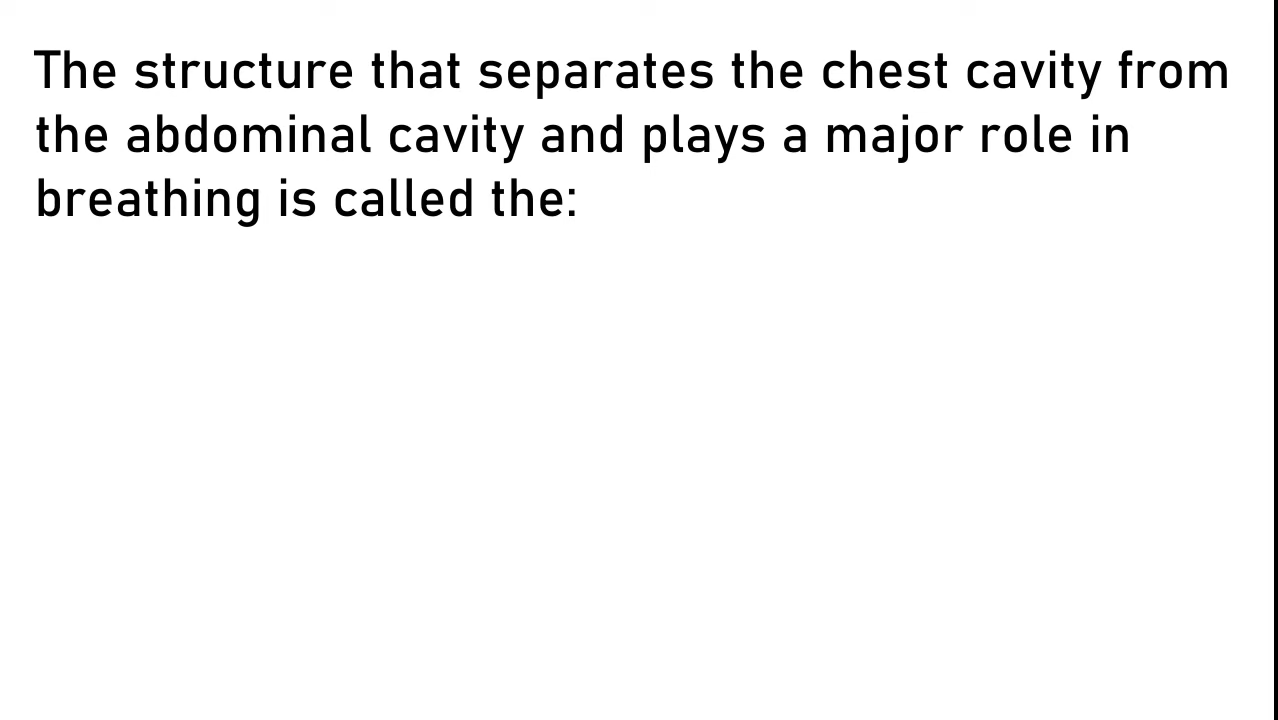 The structure that separates the chest cavity from
the abdominal cavity and plays a major role in
breathing is called the: